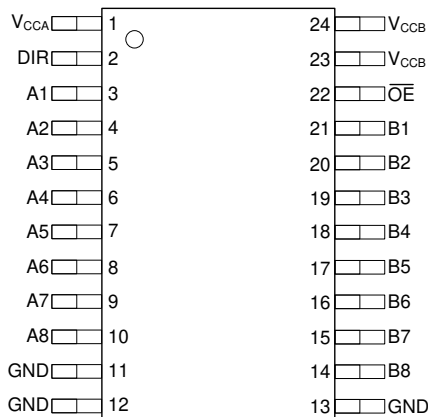 VCCA 1 24 VCCB
DIR 2 23 VCCB
A1 3 22 O̅E̅
A2 4 21 B1
A3 5 20 B2
A4 6 19 B3
A5 7 18 B4
A6 8 17 B5
A7 9 16 B6
A8 10 15 B7
GND 11 14 B8
GND 12 13 GND